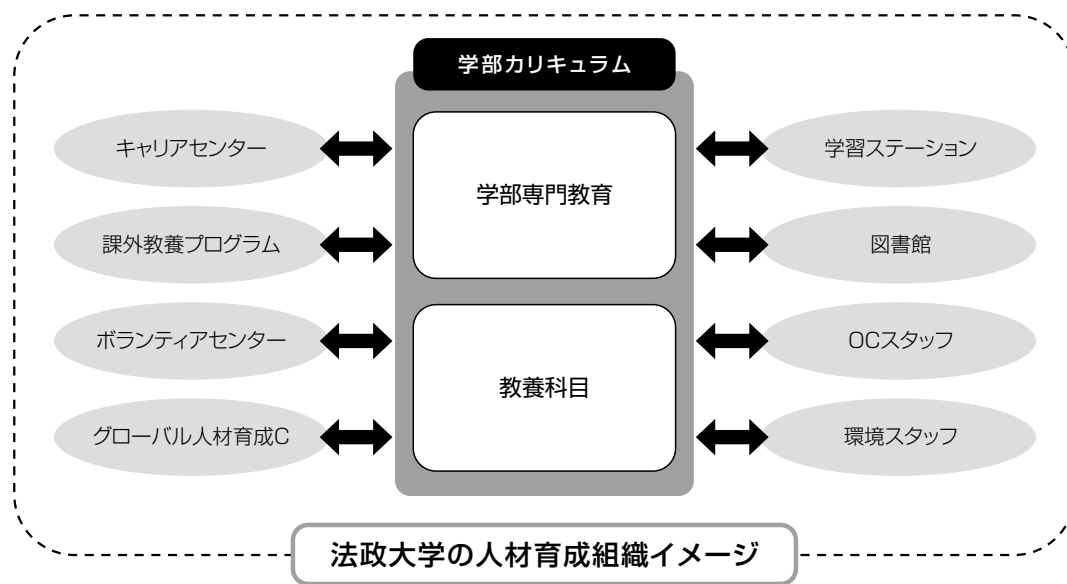 学部カリキュラム
キャリアセンター
課外教養プログラム
ボランティアセンター
グローバル人材育成C
学部専門教育
教養科目
学習ステーション
図書館
OCスタッフ
環境スタッフ
法政大学の人材育成組織イメージ